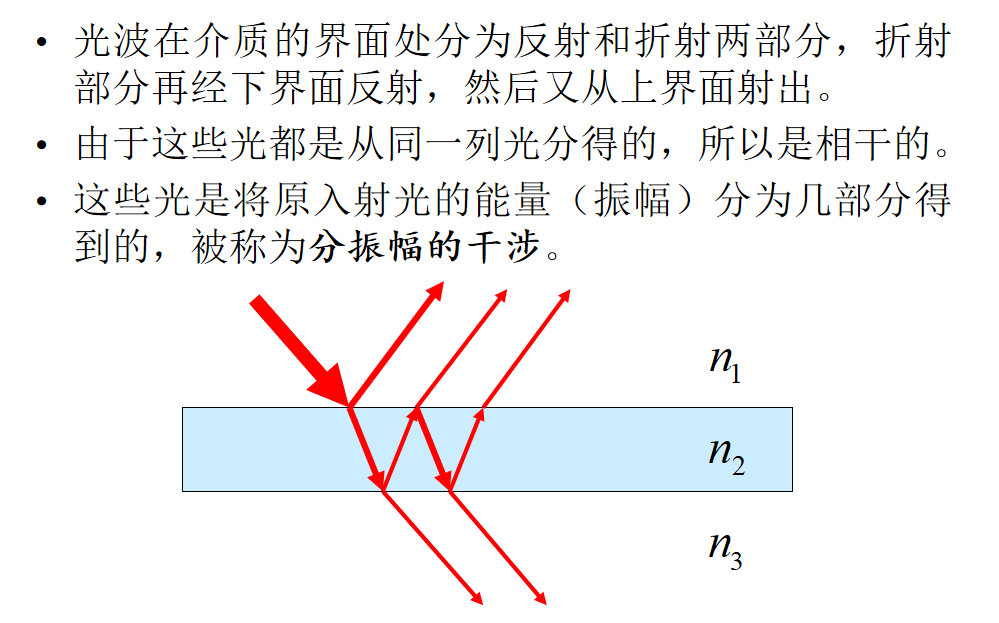 • 光波在介质的界面处分为反射和折射两部分，折射
部分再经下界面反射，然后又从上界面射出。
• 由于这些光都是从同一列光分得的，所以是相干的。
• 这些光是将原入射光的能量（振幅）分为几部分得
到的，被称为分振幅的干涉。
n₁
n₂
n₃